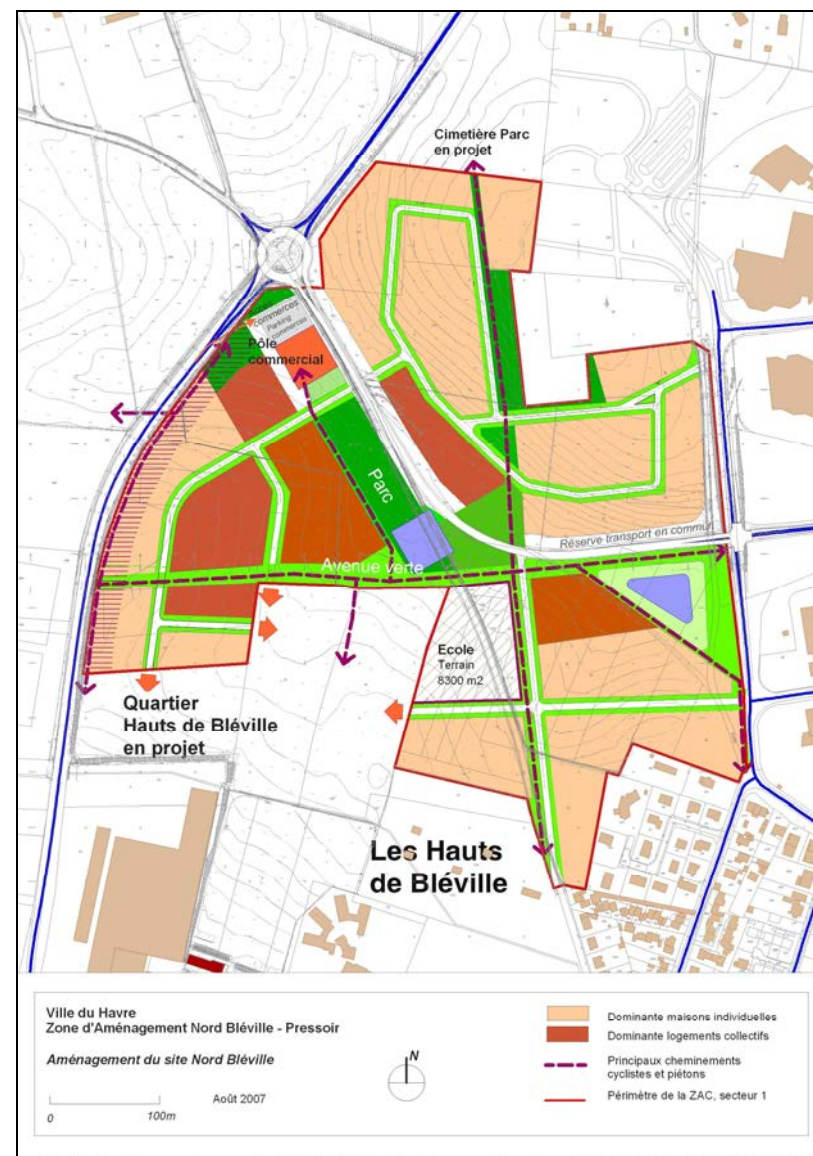 Cimetière Parc
en projet
commerces
Parking
commerces
Pôle
commercial
Parc
Réserve transport en commun
Avenue verte
Ecole
Terrain
8300 m2
Quartier
Hauts de Bléville
en projet
Les Hauts
de Bléville
Ville du Havre
Zone d'Aménagement Nord Bléville - Pressoir
Aménagement du site Nord Bléville
Août 2007
0 100m
N
Dominante maisons individuelles
Dominante logements collectifs
Principaux cheminements
cyclistes et piétons
Périmètre de la ZAC, secteur 1